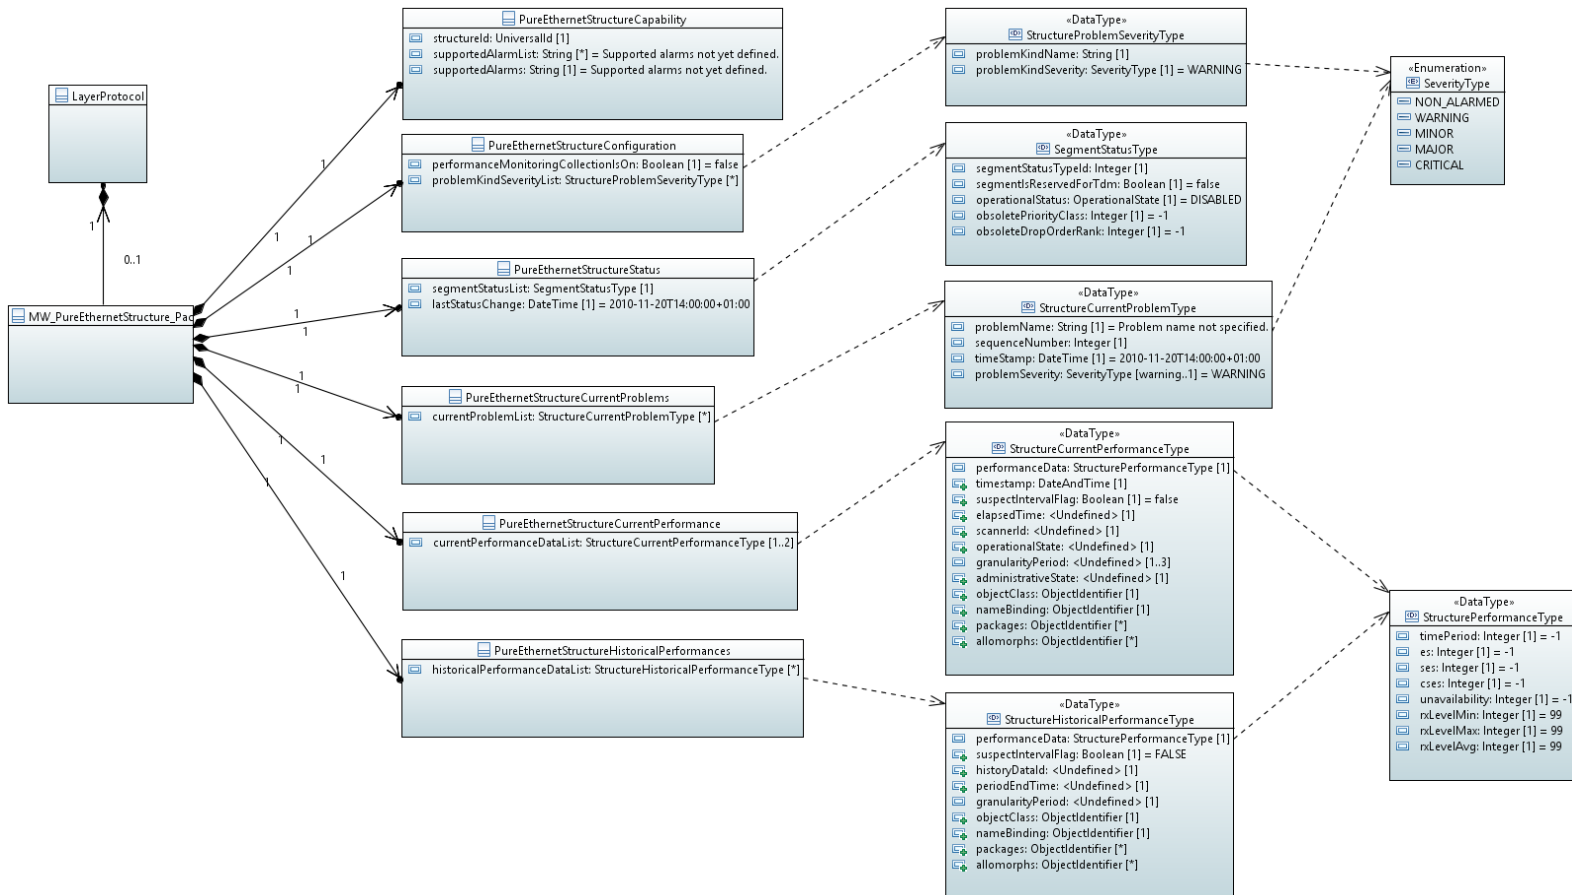 LayerProtocol
1
0..1
MW_PureEthernetStructure_Pac
PureEthernetStructureCapability
structureId: UniversalId [1]
supportedAlarmList: String [*] = Supported alarms not yet defined.
supportedAlarms: String [1] = Supported alarms not yet defined.
1
1
PureEthernetStructureConfiguration
performanceMonitoringCollectionIsOn: Boolean [1] = false
problemKindSeverityList: StructureProblemSeverityType [*]
1
1
PureEthernetStructureStatus
segmentStatusList: SegmentStatusType [1]
lastStatusChange: DateTime [1] = 2010-11-20T14:00:00+01:00
1
1
PureEthernetStructureCurrentProblems
currentProblemList: StructureCurrentProblemType [*]
1
1
PureEthernetStructureCurrentPerformance
currentPerformanceDataList: StructureCurrentPerformanceType [1..2]
1
1
PureEthernetStructureHistoricalPerformances
historicalPerformanceDataList: StructureHistoricalPerformanceType [*]
1
1
«DataType»
StructureProblemSeverityType
problemKindName: String [1]
problemKindSeverity: SeverityType [1] = WARNING
«DataType»
SegmentStatusType
segmentStatusTypeId: Integer [1]
segmentIsReservedForTdm: Boolean [1] = false
operationalStatus: OperationalState [1] = DISABLED
obsoletePriorityClass: Integer [1] = -1
obsoleteDropOrderRank: Integer [1] = -1
«DataType»
StructureCurrentProblemType
problemName: String [1] = Problem name not specified.
sequenceNumber: Integer [1]
timeStamp: DateTime [1] = 2010-11-20T14:00:00+01:00
problemSeverity: SeverityType [warning..1] = WARNING
«DataType»
StructureCurrentPerformanceType
performanceData: StructurePerformanceType [1]
timestamp: DateAndTime [1]
suspectIntervalFlag: Boolean [1] = false
elapsedTime: <Undefined> [1]
scannerId: <Undefined> [1]
operationalState: <Undefined> [1]
granularityPeriod: <Undefined> [1..3]
administrativeState: <Undefined> [1]
objectClass: ObjectIdentifier [1]
nameBinding: ObjectIdentifier [1]
packages: ObjectIdentifier [*]
allomorphs: ObjectIdentifier [*]
«DataType»
StructureHistoricalPerformanceType
performanceData: StructurePerformanceType [1]
suspectIntervalFlag: Boolean [1] = FALSE
historyDataId: <Undefined> [1]
periodEndTime: <Undefined> [1]
granularityPeriod: <Undefined> [1]
objectClass: ObjectIdentifier [1]
nameBinding: ObjectIdentifier [1]
packages: ObjectIdentifier [*]
allomorphs: ObjectIdentifier [*]
«Enumeration»
SeverityType
NON_ALARMED
WARNING
MINOR
MAJOR
CRITICAL
«DataType»
StructurePerformanceType
timePeriod: Integer [1] = -1
es: Integer [1] = -1
ses: Integer [1] = -1
cses: Integer [1] = -1
unavailability: Integer [1] = -1
rxLevelMin: Integer [1] = 99
rxLevelMax: Integer [1] = 99
rxLevelAvg: Integer [1] = 99